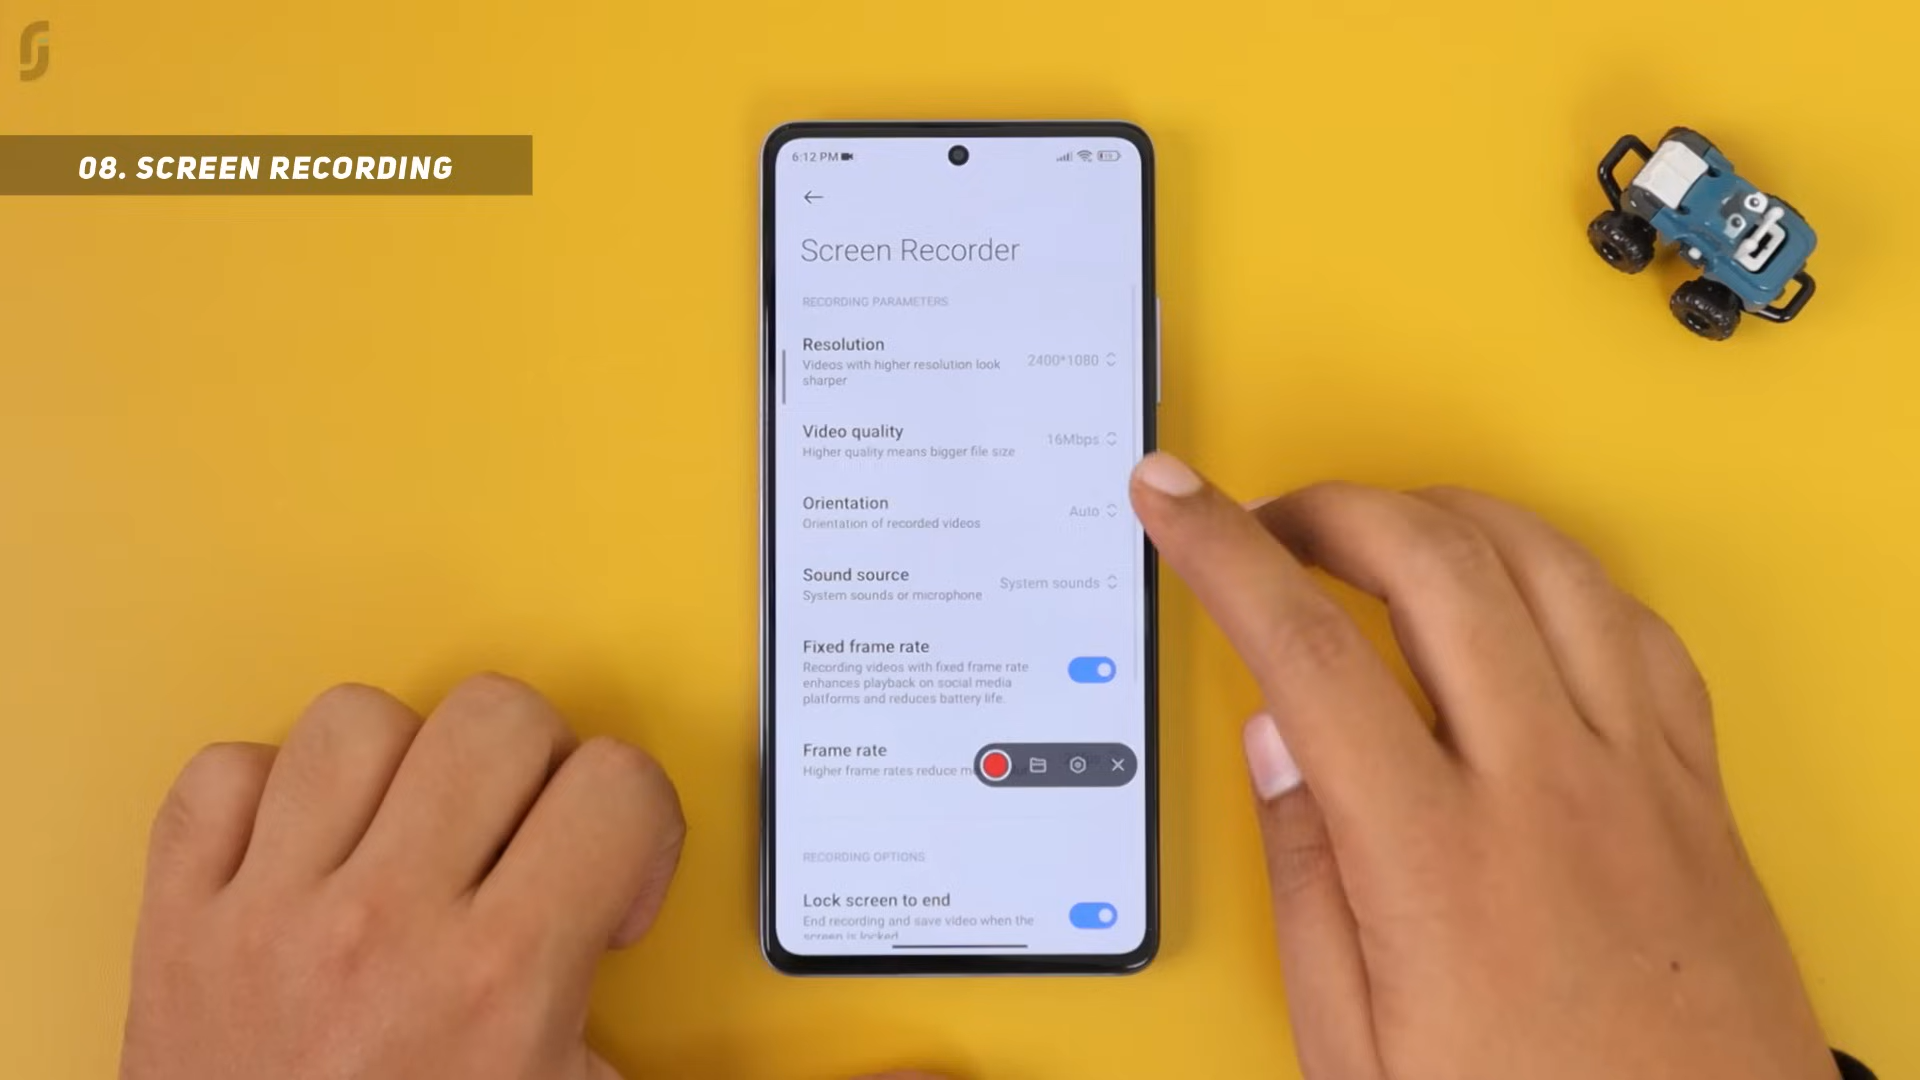 08. SCREEN RECORDING
6:12 PM
Screen Recorder
RECORDING PARAMETERS
Resolution
Videos with higher resolution look
sharper
2400*1080
Video quality
Higher quality means bigger file size
16Mbps
Orientation
Orientation of recorded videos
Auto
Sound source
System sounds or microphone
System sounds
Fixed frame rate
Recording videos with fixed frame rate
enhances playback on social media
platforms and reduces battery life.
Frame rate
Higher frame rates reduce
RECORDING OPTIONS
Lock screen to end
End recording and save video when the
screen is locked